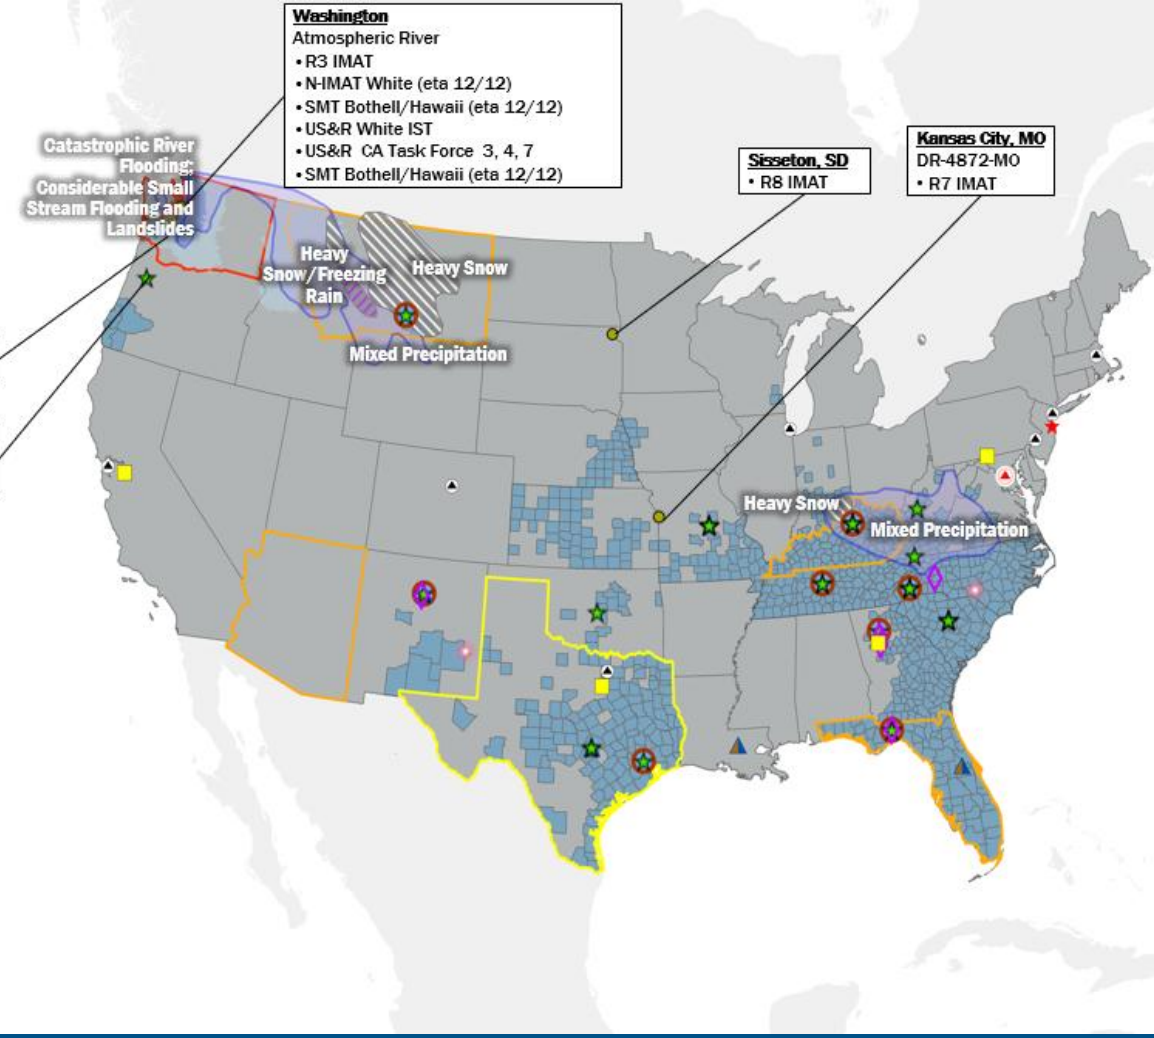 Washington
Atmospheric River
• R3 IMAT
• N-IMAT White (eta 12/12)
• SMT Bothell/Hawaii (eta 12/12)
• US&R White IST
• US&R CA Task Force 3, 4, 7
• SMT Bothell/Hawaii (eta 12/12)
Kansas City, MO
DR-4872-MO
• R7 IMAT
Sisseton, SD
• R8 IMAT
Catastrophic River
Flooding;
Considerable Small
Stream Flooding and
Landslides
Heavy
Snow/Freezing
Rain
Heavy Snow
Mixed Precipitation
Heavy Snow
Mixed Precipitation